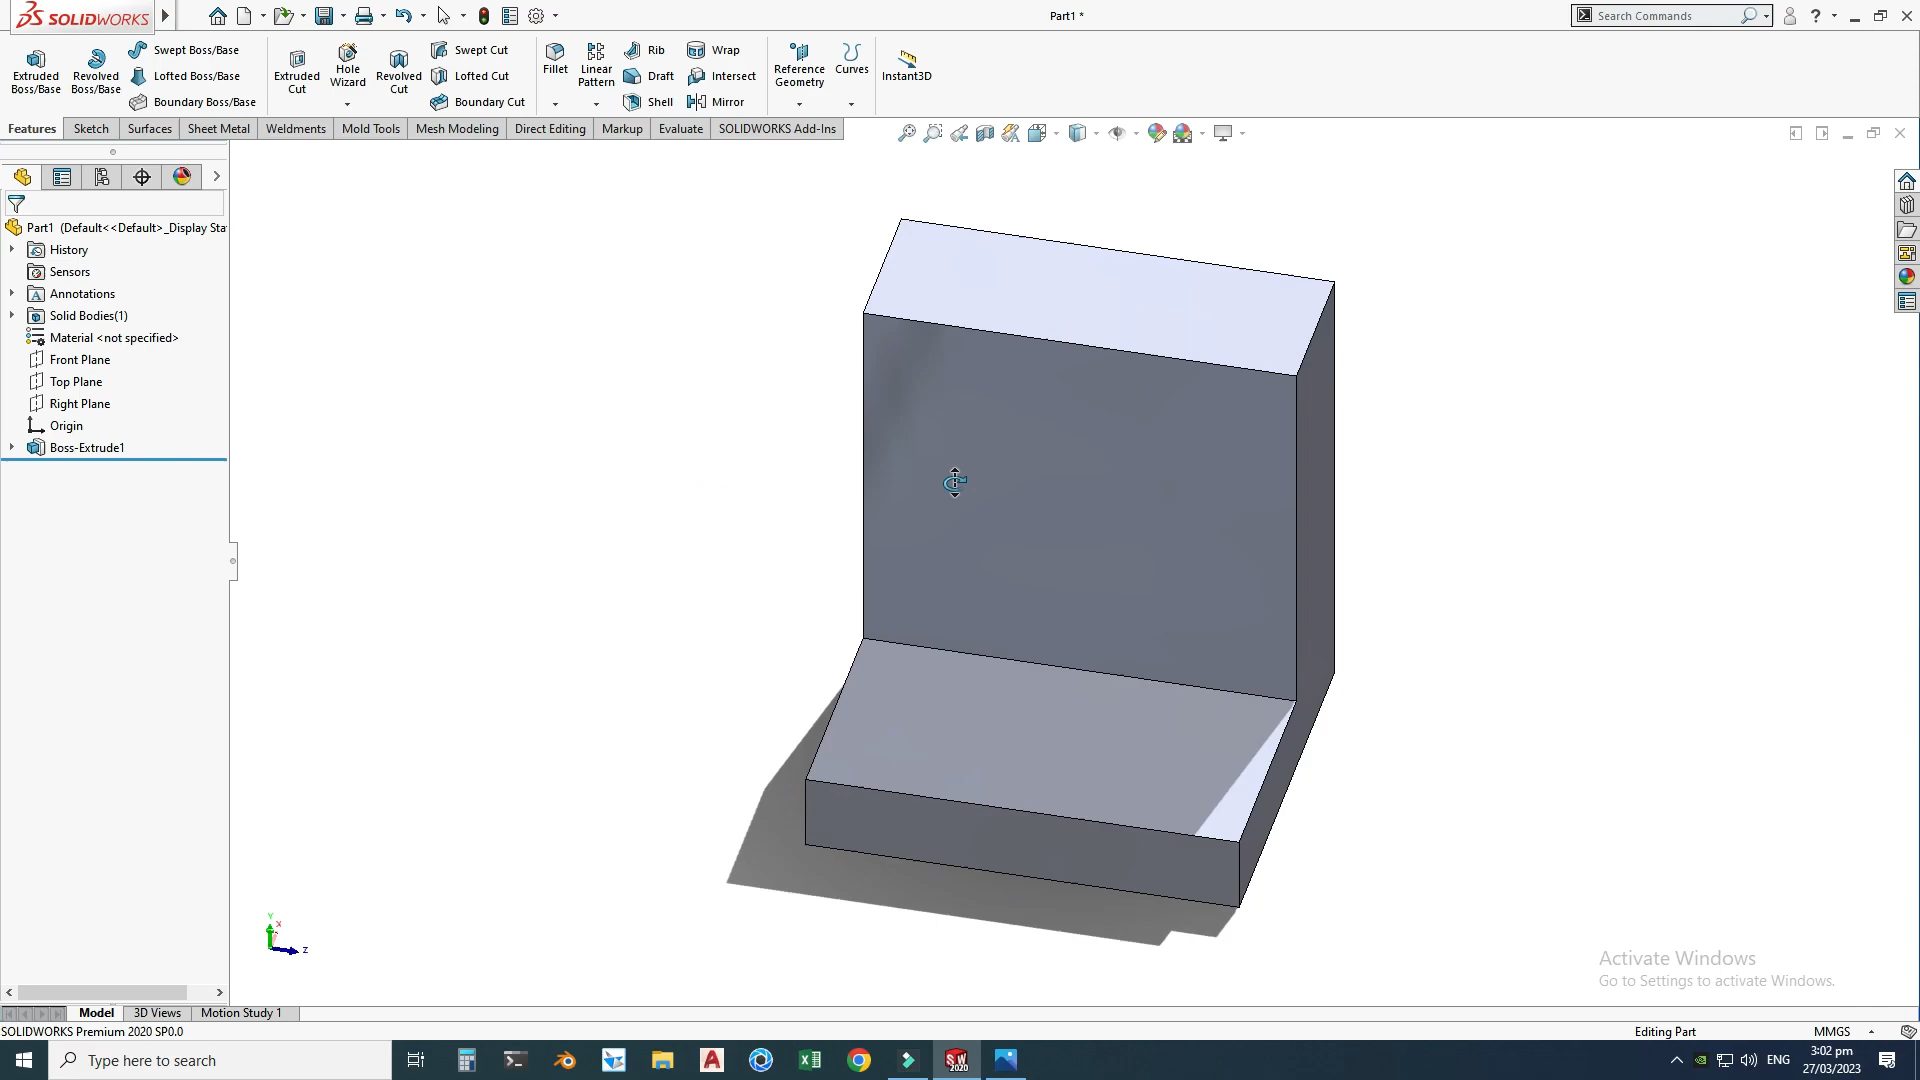 SOLIDWORKS
Part1 *
Search Commands
?
Extruded Boss/Base
Revolved Boss/Base
Swept Boss/Base
Lofted Boss/Base
Boundary Boss/Base
Extruded Cut
Hole Wizard
Revolved Cut
Swept Cut
Lofted Cut
Boundary Cut
Fillet
Linear Pattern
Rib
Draft
Shell
Wrap
Intersect
Mirror
Reference Geometry
Curves
Instant3D
Features
Sketch
Surfaces
Sheet Metal
Weldments
Mold Tools
Mesh Modeling
Direct Editing
Markup
Evaluate
SOLIDWORKS Add-Ins
Part1 (Default<<Default>_Display Sta
History
Sensors
Annotations
Solid Bodies(1)
Material <not specified>
Front Plane
Top Plane
Right Plane
Origin
Boss-Extrude1
Y
X
Z
Activate Windows
Go to Settings to activate Windows.
Model
3D Views
Motion Study 1
SOLIDWORKS Premium 2020 SP0.0
Editing Part
MMGS
Type here to search
SW
2020
ENG
3:02 pm
27/03/2023